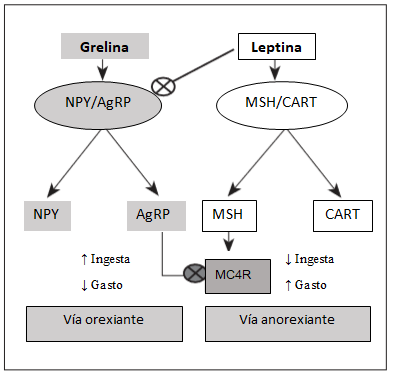 Grelina
Leptina
NPY/AgRP
MSH/CART
NPY
AgRP
MSH
CART
↑ Ingesta
↓ Gasto
MC4R
↓ Ingesta
↑ Gasto
Vía orexiante
Vía anorexiante